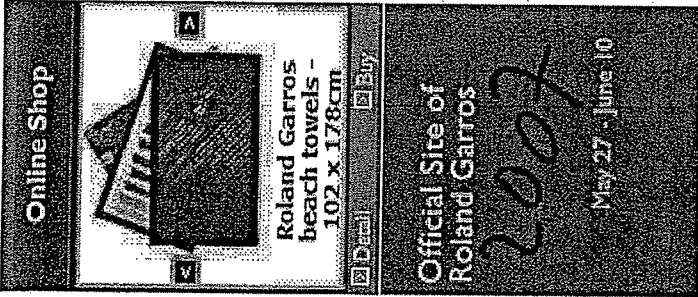 Online Shop
Roland Garros
beach towels -
102 x 178cm
Detail
Buy
Official Site of
Roland Garros
2007
May 27 - June 10